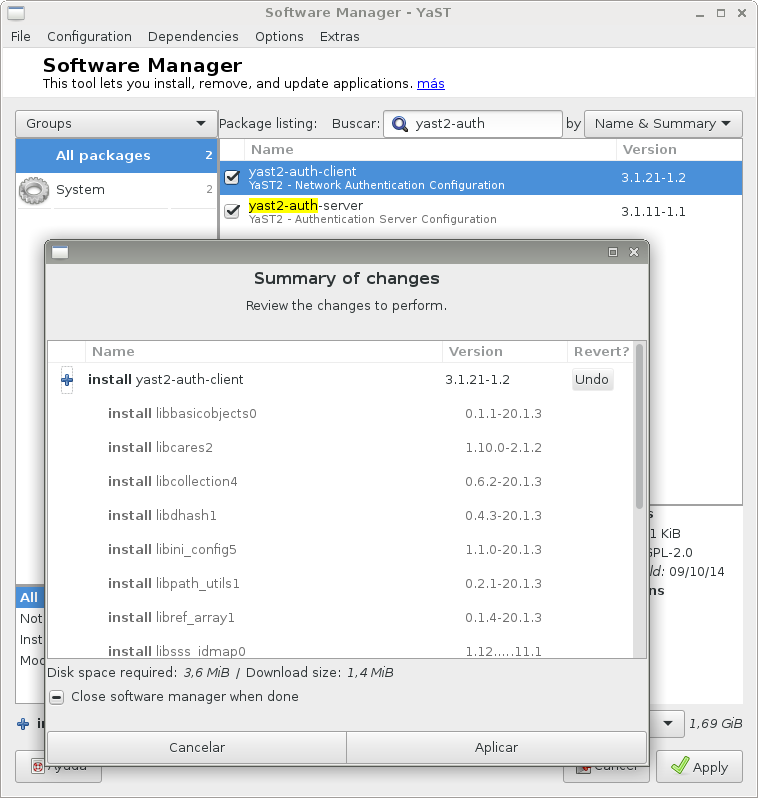 Software Manager - YaST
File Configuration Dependencies Options Extras
Software Manager
This tool lets you install, remove, and update applications. más
Groups
Package listing: Buscar: yast2-auth by Name & Summary
All packages 2
System 2
Name Version
yast2-auth-client 3.1.21-1.2
YaST2 - Network Authentication Configuration
yast2-auth-server 3.1.11-1.1
YaST2 - Authentication Server Configuration
Summary of changes
Review the changes to perform.
Name Version Revert?
install yast2-auth-client 3.1.21-1.2 Undo
install libbasicobjects0 0.1.1-20.1.3
install libcares2 1.10.0-2.1.2
install libcollection4 0.6.2-20.1.3
install libdhash1 0.4.3-20.1.3
install libini_config5 1.1.0-20.1.3
install libpath_utils1 0.2.1-20.1.3
install libref_array1 0.1.4-20.1.3
install libsss_idmap0 1.12.....11.1
Disk space required: 3,6 MiB / Download size: 1,4 MiB
Close software manager when done
Cancelar Aplicar
All
Not
Inst
1 KiB
GPL-2.0
09/10/14
1,69 GiB
Ayuda Cancel Apply